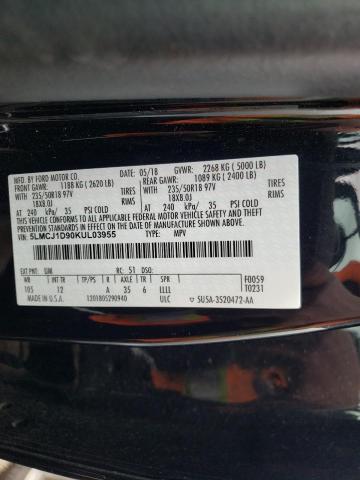 MFD. BY FORD MOTOR CO. 05/18 GVWR: 2268 KG ( 5000 LB)
FRONT GAWR: 1188 KG ( 2620 LB) REAR GAWR: 1089 KG ( 2400 LB)
WITH TIRES WITH TIRES
235/50R18 97V RIMS 235/50R18 97V RIMS
18X8.0J 18X8.0J
AT 240 kPa/ 35 PSI COLD AT 240 kPa/ 35 PSI COLD
THIS VEHICLE CONFORMS TO ALL APPLICABLE FEDERAL MOTOR VEHICLE SAFETY AND THEFT PREVENTION STANDARDS IN EFFECT ON THE DATE OF MANUFACTURE SHOWN ABOVE.
VIN: 5LMCJ1D90KUL03955 TYPE: MPV
EXT PNT: UM RC: 51 DSO: F0059
WB INT TR TP/PS R AXLE TR SPR T0231
105 12 A 35 6 LLLL
MADE IN U.S.A. 1201805290940 ULC SU5A-3520472-AA